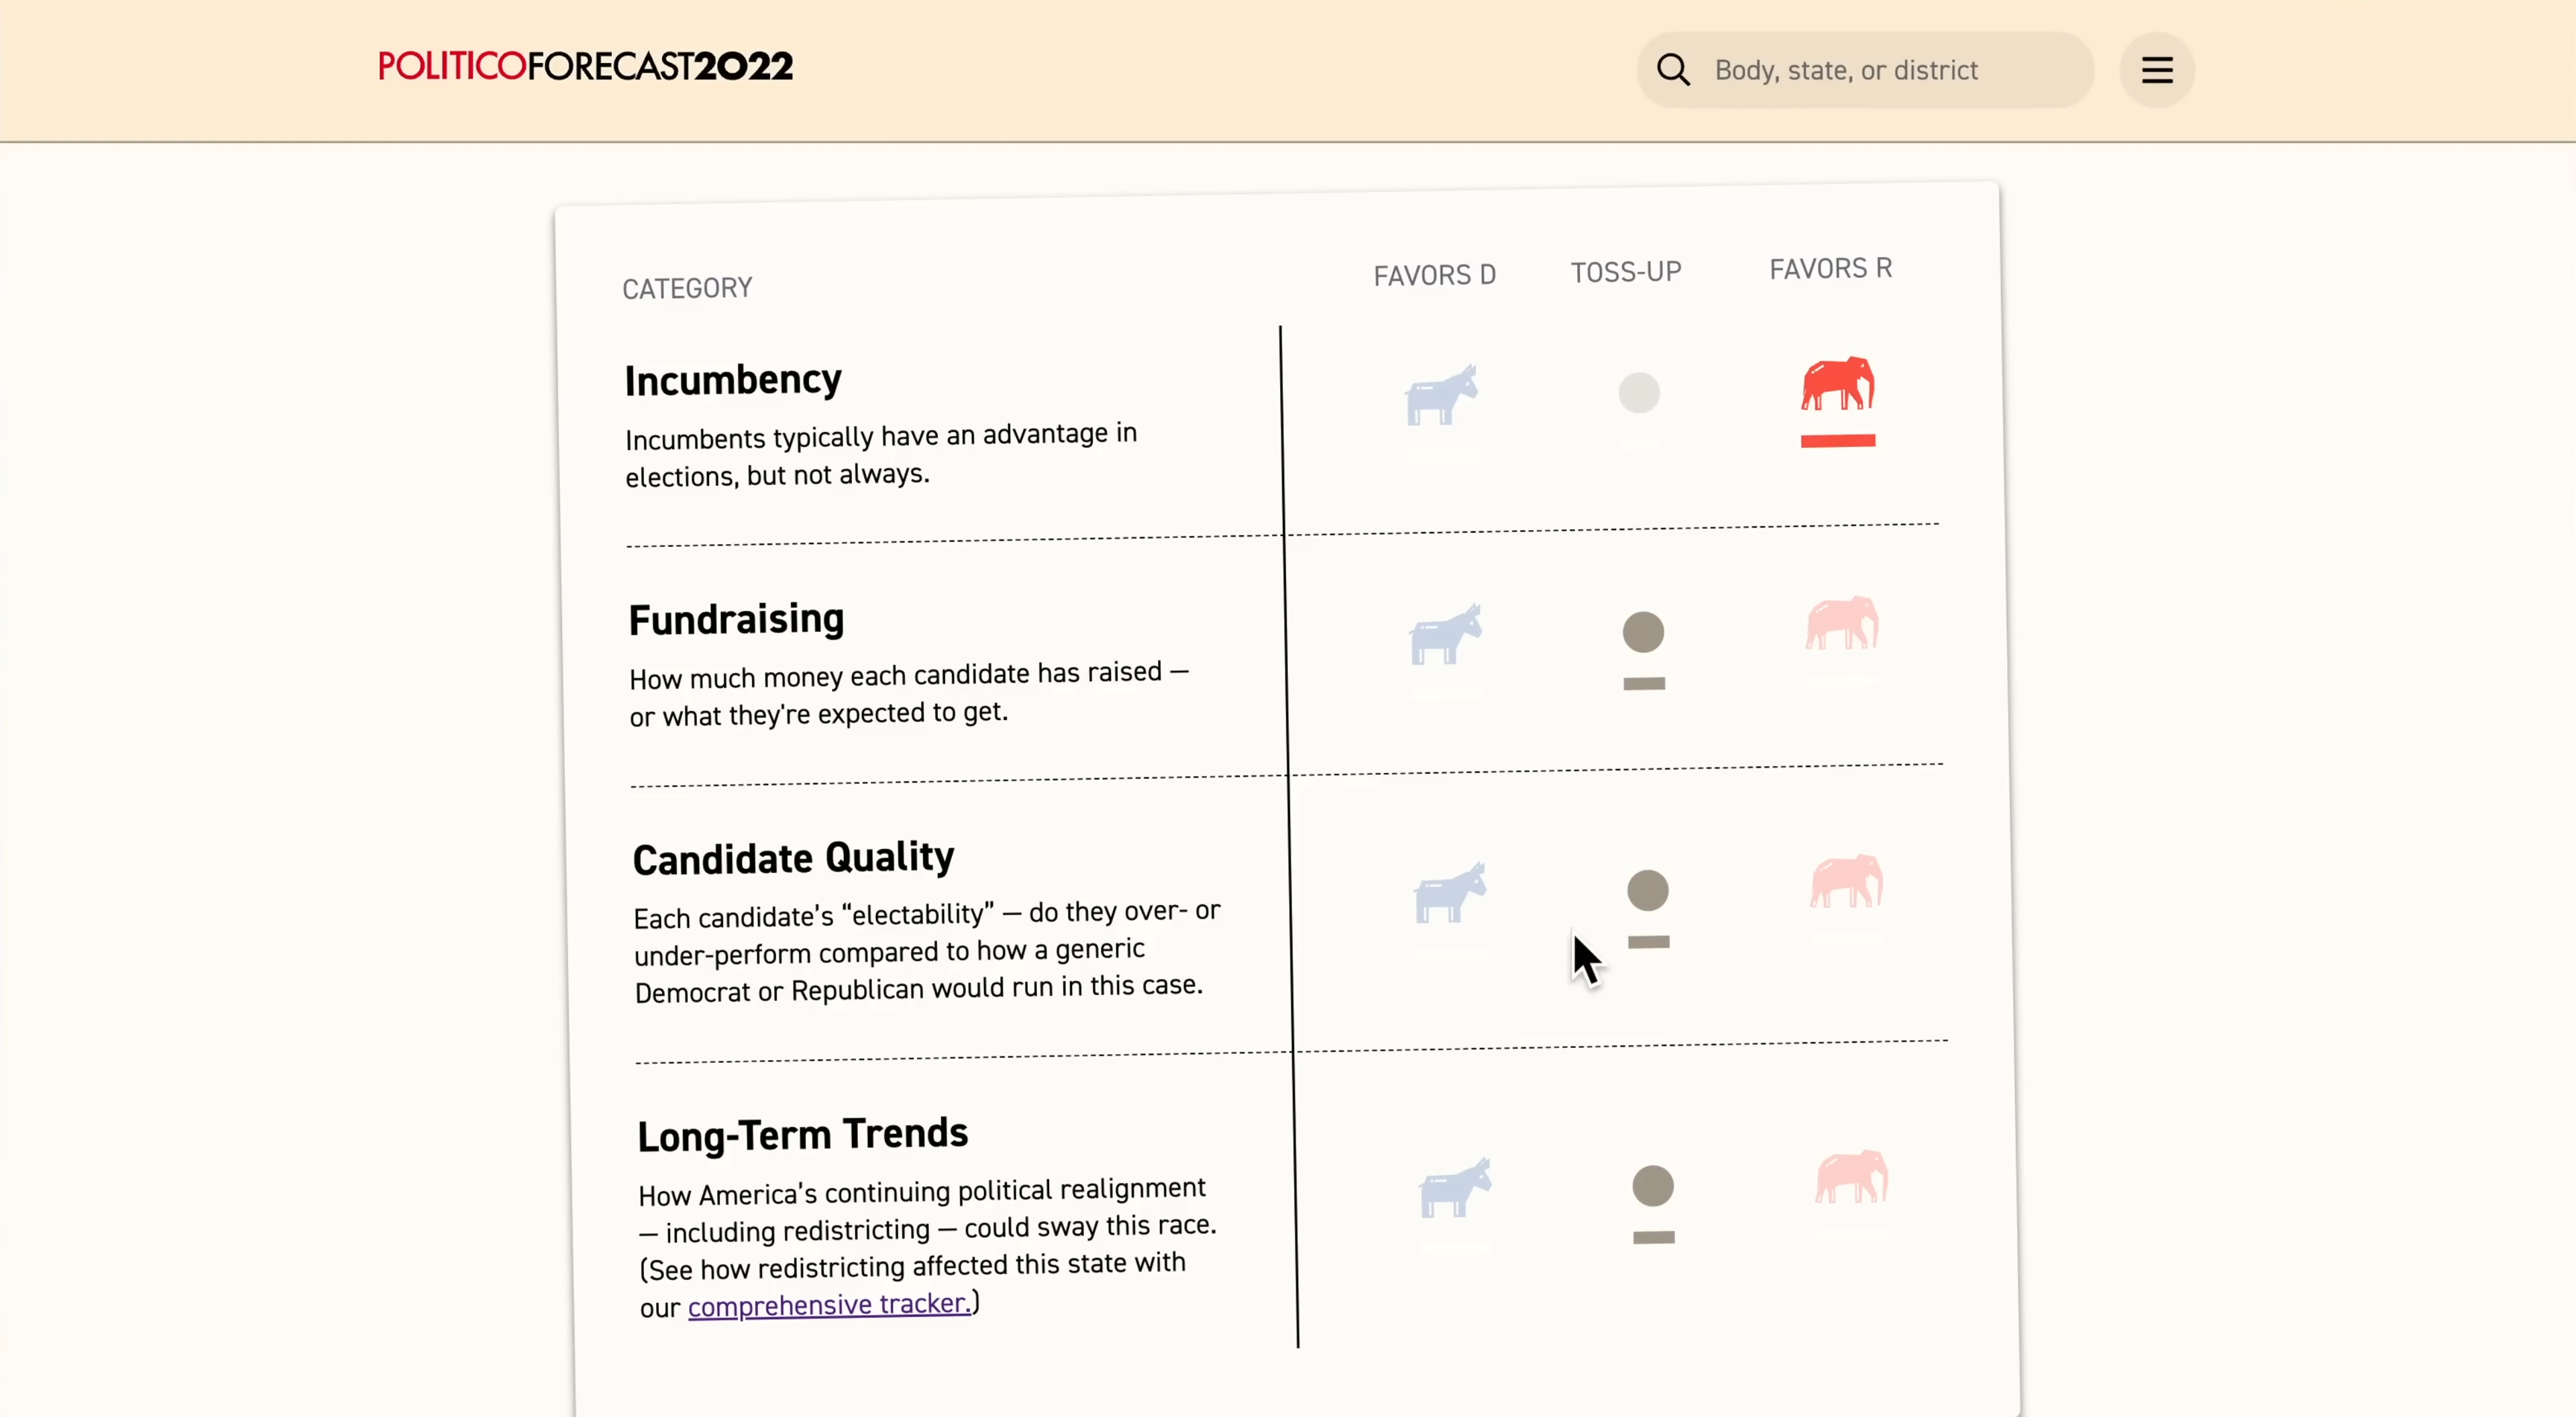 POLITICOFORECAST2022
Body, state, or district
CATEGORY
FAVORS D
TOSS-UP
FAVORS R
Incumbency
Incumbents typically have an advantage in
elections, but not always.
Fundraising
How much money each candidate has raised —
or what they're expected to get.
Candidate Quality
Each candidate’s “electability” — do they over- or
under-perform compared to how a generic
Democrat or Republican would run in this case.
Long-Term Trends
How America’s continuing political realignment
— including redistricting — could sway this race.
(See how redistricting affected this state with
our comprehensive tracker.)